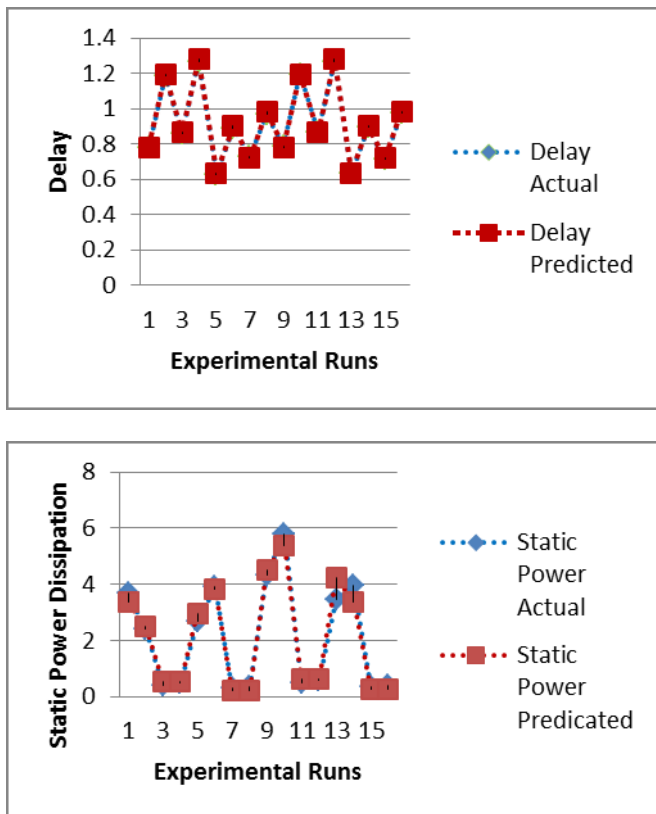 1.4
1.2
1
0.8
0.6
0.4
0.2
0
Delay
1 3 5 7 9 11 13 15
Experimental Runs
Delay
Actual
Delay
Predicted
8
6
4
2
0
Static Power Dissipation
1 3 5 7 9 11 13 15
Experimental Runs
Static
Power
Actual
Static
Power
Predicated